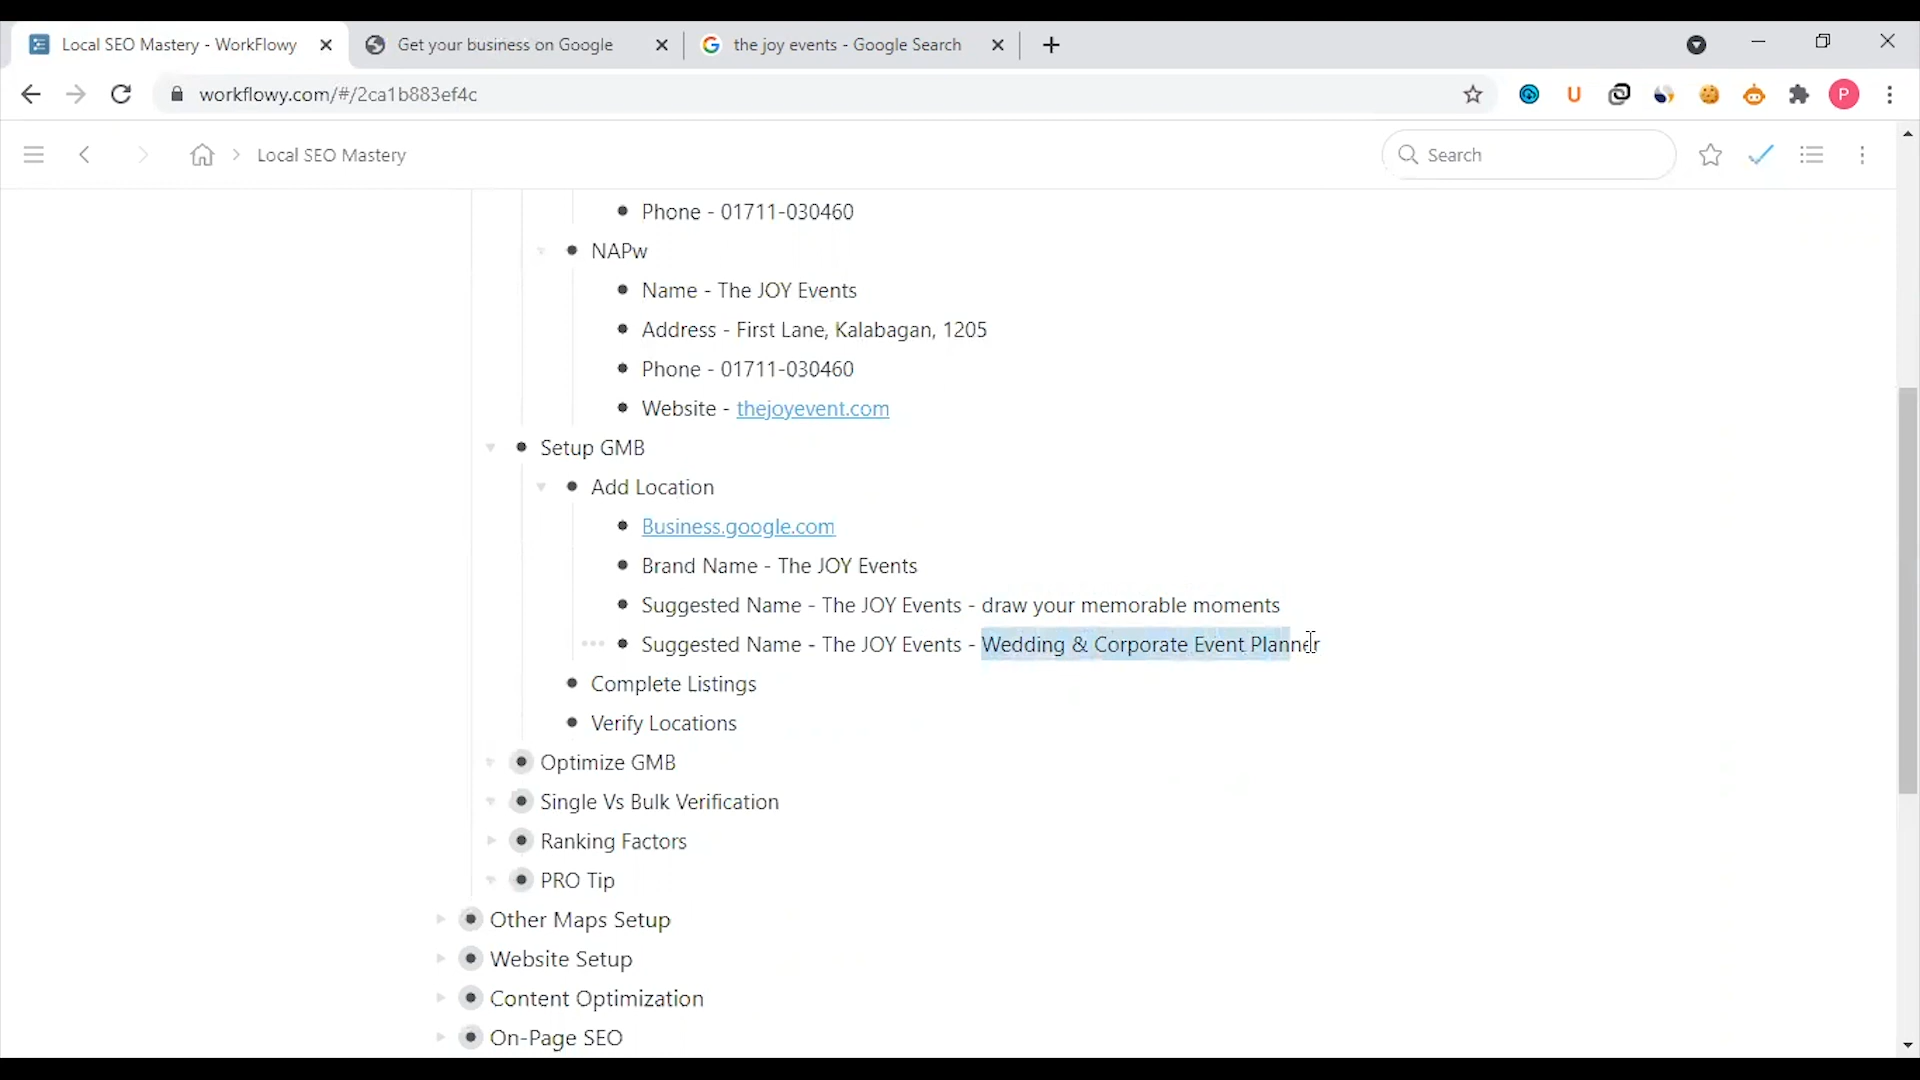 Local SEO Mastery - WorkFlowy
Get your business on Google
the joy events - Google Search
workflowy.com/#/2ca1b883ef4c
U
P
Local SEO Mastery
Search
Phone - 01711-030460
NAPw
Name - The JOY Events
Address - First Lane, Kalabagan, 1205
Phone - 01711-030460
Website - thejoyevent.com
Setup GMB
Add Location
Business.google.com
Brand Name - The JOY Events
Suggested Name - The JOY Events - draw your memorable moments
Suggested Name - The JOY Events - Wedding & Corporate Event Planner
Complete Listings
Verify Locations
Optimize GMB
Single Vs Bulk Verification
Ranking Factors
PRO Tip
Other Maps Setup
Website Setup
Content Optimization
On-Page SEO